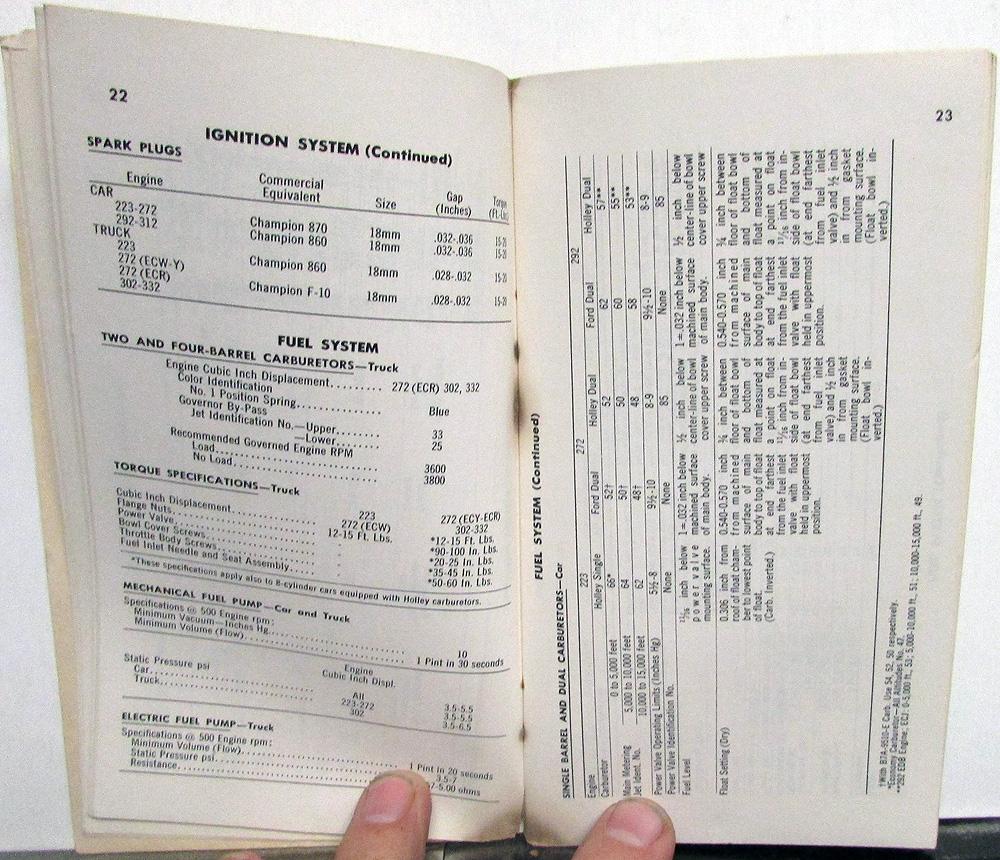 22
IGNITION SYSTEM (Continued)
SPARK PLUGS
Engine Commercial Equivalent Size Gap (Inches)
CAR
223-272 Champion 870 18mm .032-.036
292-312 Champion 860 18mm .032-.036
TRUCK
223
272 (ECW-Y) Champion 860 18mm .028-.032
272 (ECR)
302-332 Champion F-10 18mm .028-.032
FUEL SYSTEM
TWO AND FOUR-BARREL CARBURETORS—Truck
Engine Cubic Inch Displacement......... 272 (ECR) 302, 332
Color Identification
No. 1 Position Spring............... Blue
Governor By-Pass
Jet Identification No.—Upper........ 33
—Lower........ 25
Recommended Governed Engine RPM
Load............................ 3600
No Load......................... 3800
TORQUE SPECIFICATIONS—Truck
Cubic Inch Displacement............... 223 272 (ECY-ECR)
272 (ECW) 302-332
Flange Nuts........................... 12-15 Ft. Lbs. *12-15 Ft. Lbs.
Power Valve........................... *90-100 In. Lbs.
Bowl Cover Screws..................... *20-25 In. Lbs.
Throttle Body Screws.................. *35-45 In. Lbs.
Fuel Inlet Needle and Seat Assembly... *50-60 In. Lbs.
*These specifications apply also to 8-cylinder cars equipped with Holley carburetors.
MECHANICAL FUEL PUMP—Car and Truck
Specifications @ 500 Engine rpm:
Minimum Vacuum—Inches Hg.................. 10
Minimum Volume (Flow)..................... 1 Pint in 30 seconds
Engine
Static Pressure psi Cubic Inch Displ.
Car........................ All 3.5-5.5
Truck...................... 223-272 3.5-5.5
302 3.5-6.5
ELECTRIC FUEL PUMP—Truck
Specifications @ 500 Engine rpm:
Minimum Volume (Flow)..................... 1 Pint in 20 seconds
Static Pressure psi....................... 3.5-7
Resistance................................ 7-5.00 ohms
23
FUEL SYSTEM (Continued)
SINGLE BARREL AND DUAL CARBURETORS—Car
Engine 223 272 292
Carburetor Holley Single Ford Dual Holley Dual Ford Dual Holley Dual
Main Metering Jet Ident. No.
0 to 5,000 feet 66* 52† 52 62 57**
5,000 to 10,000 feet 64 50† 50 60 55**
10,000 to 15,000 feet 62 48† 48 58 53**
Power Valve Operating Limits (Inches Hg) 5½-8 9½-10 8-9 9½-10 8-9
Power Valve Identification No. None None 85 None 85
Fuel Level
¹¹⁄₁₆ inch below
power valve
mounting surface.
1±.032 inch below
machined surface
of main body.
½ inch below
center-line of bowl
cover upper screw
1±.032 inch below
machined surface
of main body.
½ inch below
center-line of bowl
cover upper screw
Float Setting (Dry)
0.306 inch from
roof of float cham-
ber to lowest point
of float.
(Carb. Inverted.)
0.540-0.570 inch
from machined
surface of main
body to top of float
at end farthest
from the fuel inlet
valve with float
held in uppermost
position.
¾ inch between
floor of float bowl
and bottom of
float measured at
a point on float
¹¹⁄₁₆ inch from in-
side of float bowl
(at end farthest
from fuel inlet
valve) and ½ inch
in from gasket
mounting surface.
(Float bowl in-
verted.)
0.540-0.570 inch
from machined
surface of main
body to top of float
at end farthest
from the fuel inlet
valve with float
held in uppermost
position.
¾ inch between
floor of float bowl
and bottom of
float measured at
a point on float
¹¹⁄₁₆ inch from in-
side of float bowl
(at end farthest
from fuel inlet
valve) and ½ inch
in from gasket
mounting surface.
(Float bowl in-
verted.)
†With B7A-9510-E Carb. Use 54, 52, 50 respectively.
*Economy Carburetor—All Altitudes No. 47.
**292 EDB Engine; ECJ: 0-5,000 ft., 53; 5,000-10,000 ft., 51; 10,000-15,000 ft., 49.